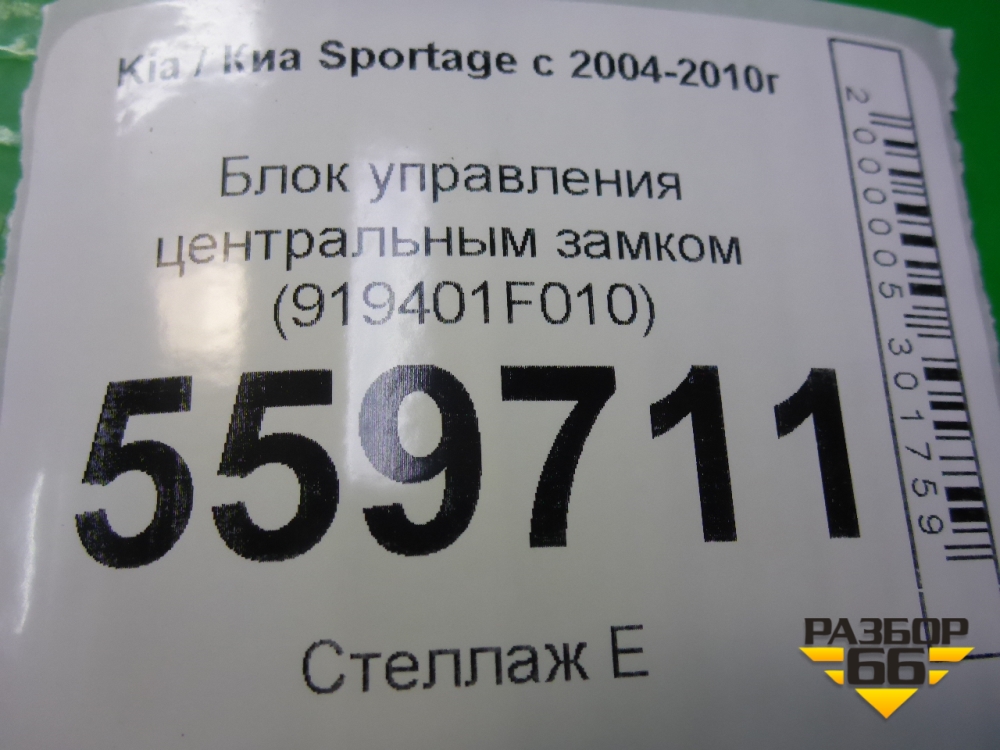 Kia / Киа Sportage с 2004-2010г
Блок управления
центральным замком
(919401F010)
559711
Стеллаж Е
2000005301759
РАЗБОР
66